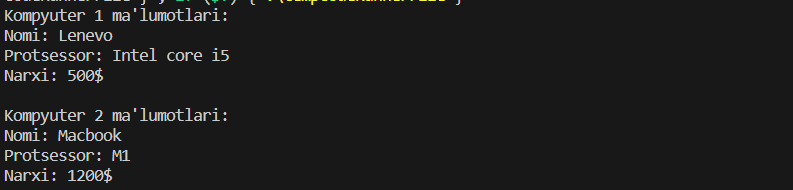 Kompyuter 1 ma'lumotlari:
Nomi: Lenevo
Protsessor: Intel core i5
Narxi: 500$
Kompyuter 2 ma'lumotlari:
Nomi: Macbook
Protsessor: M1
Narxi: 1200$